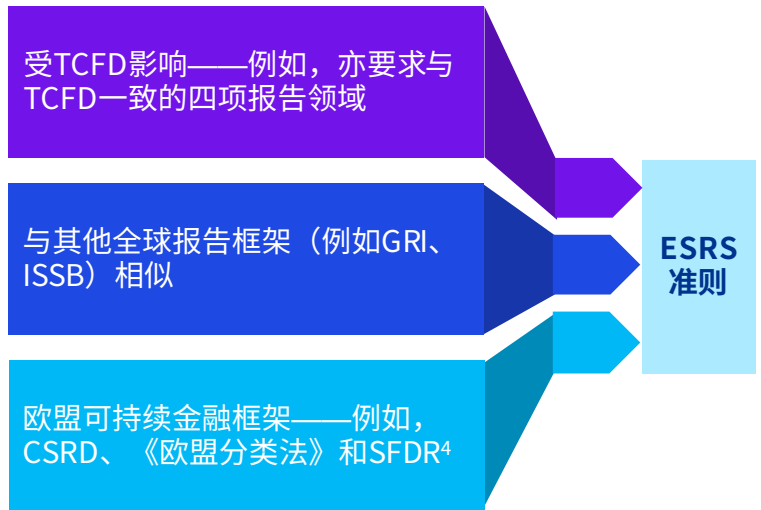 受TCFD影响——例如，亦要求与
TCFD一致的四项报告领域
与其他全球报告框架（例如GRI、
ISSB）相似
ESRS
准则
欧盟可持续金融框架——例如，
CSRD、《欧盟分类法》和SFDR⁴